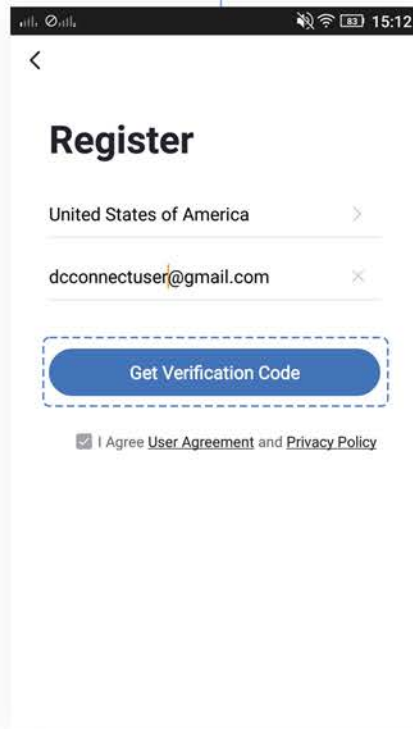 83 15:12
Register
United States of America
dcconnectuser@gmail.com
Get Verification Code
I Agree User Agreement and Privacy Policy